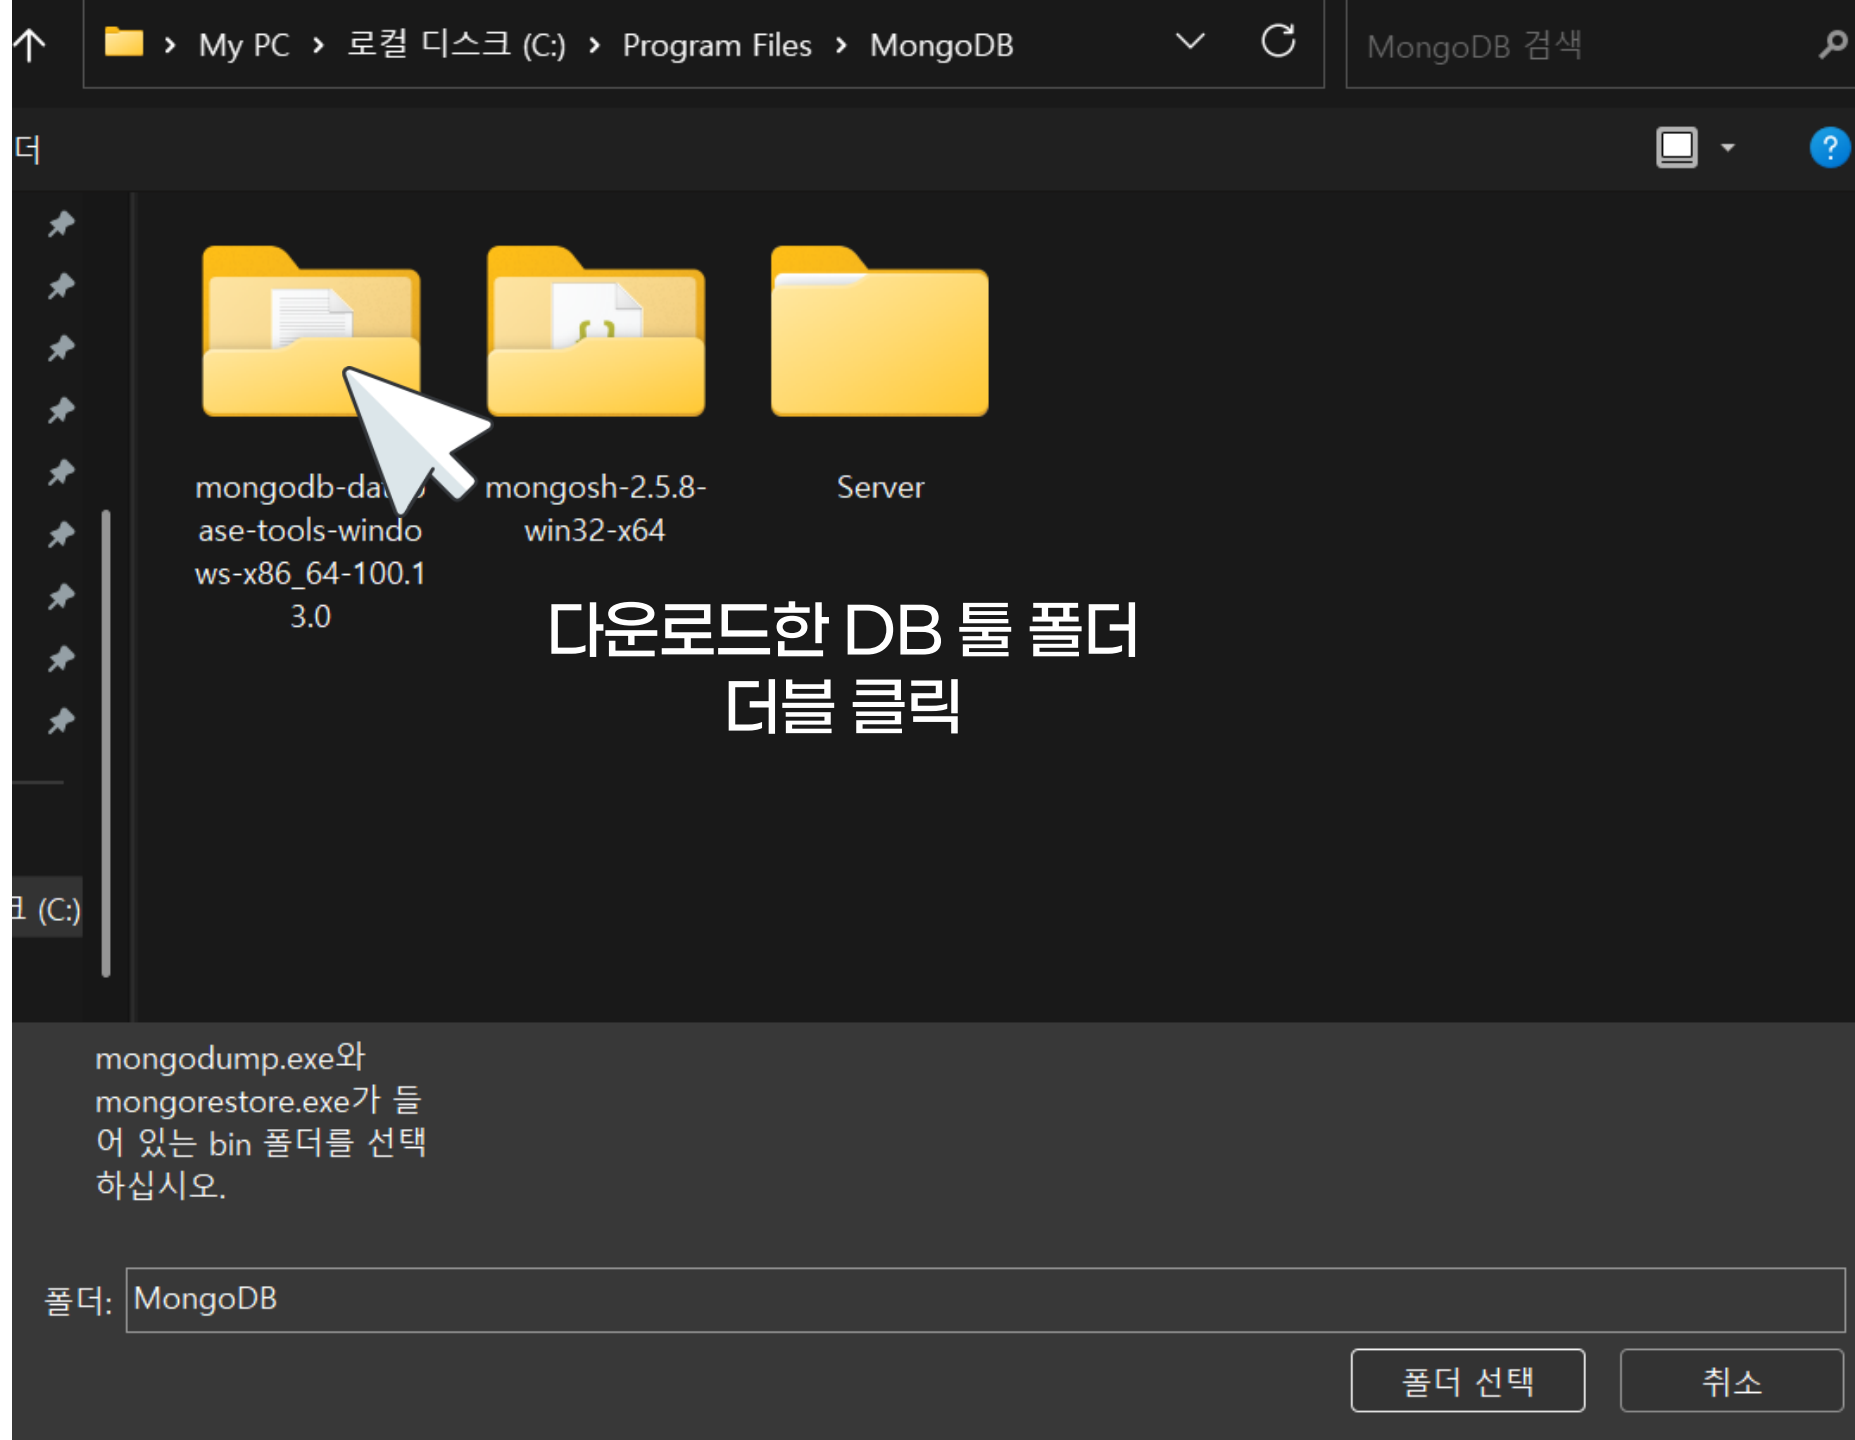 My PC > 로컬 디스크 (C:) > Program Files > MongoDB
MongoDB 검색
더
mongodb-datab
ase-tools-windo
ws-x86_64-100.1
3.0
mongosh-2.5.8-
win32-x64
Server
다운로드한 DB 툴 폴더
더블 클릭
크 (C:)
mongodump.exe와
mongorestore.exe가 들
어 있는 bin 폴더를 선택
하십시오.
폴더: MongoDB
폴더 선택
취소